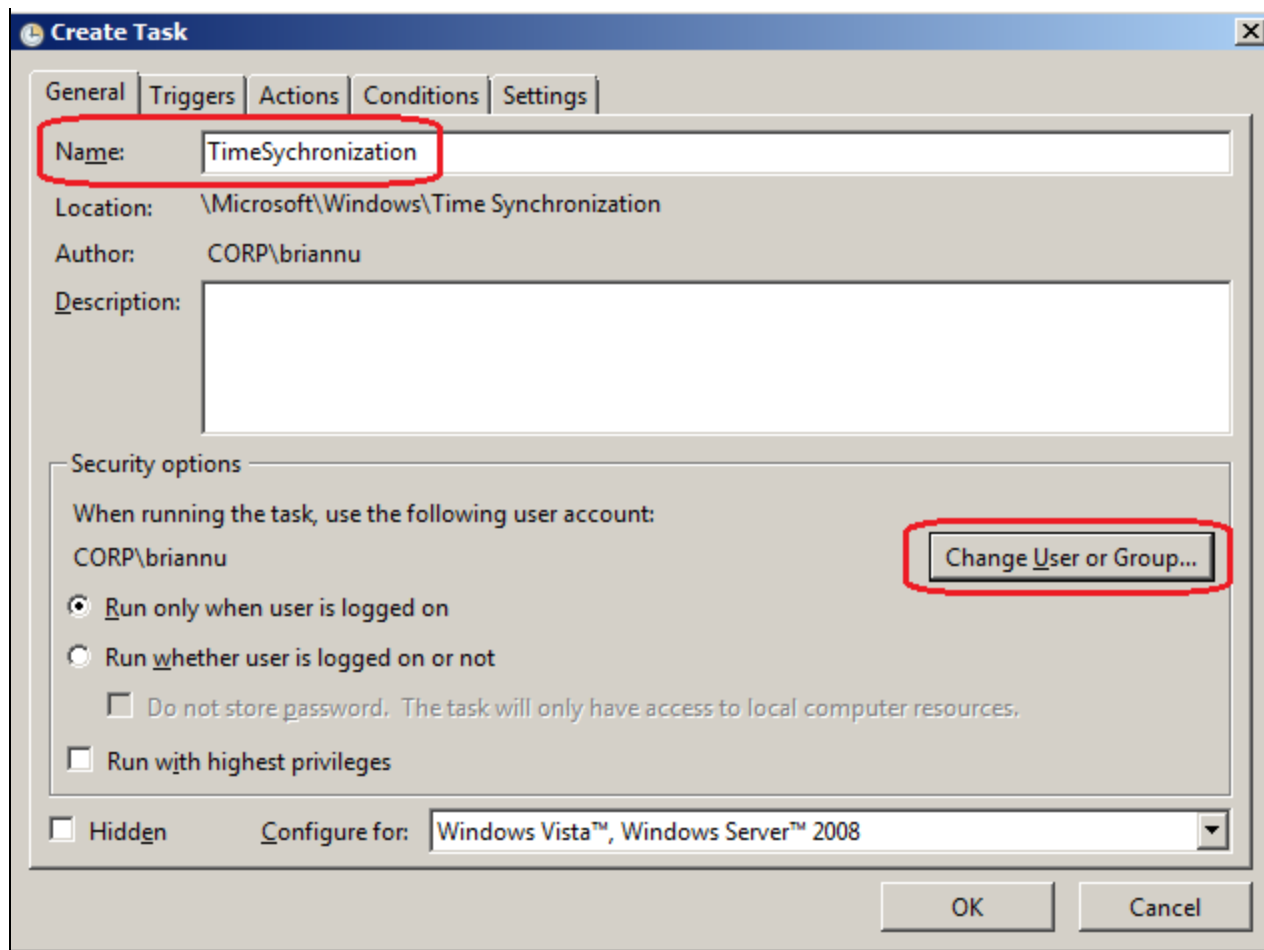 Create Task
General Triggers Actions Conditions Settings
Name: TimeSychronization
Location: \Microsoft\Windows\Time Synchronization
Author: CORP\briannu
Description:
Security options
When running the task, use the following user account:
CORP\briannu
Change User or Group...
Run only when user is logged on
Run whether user is logged on or not
Do not store password. The task will only have access to local computer resources.
Run with highest privileges
Hidden Configure for: Windows Vista™, Windows Server™ 2008
OK Cancel